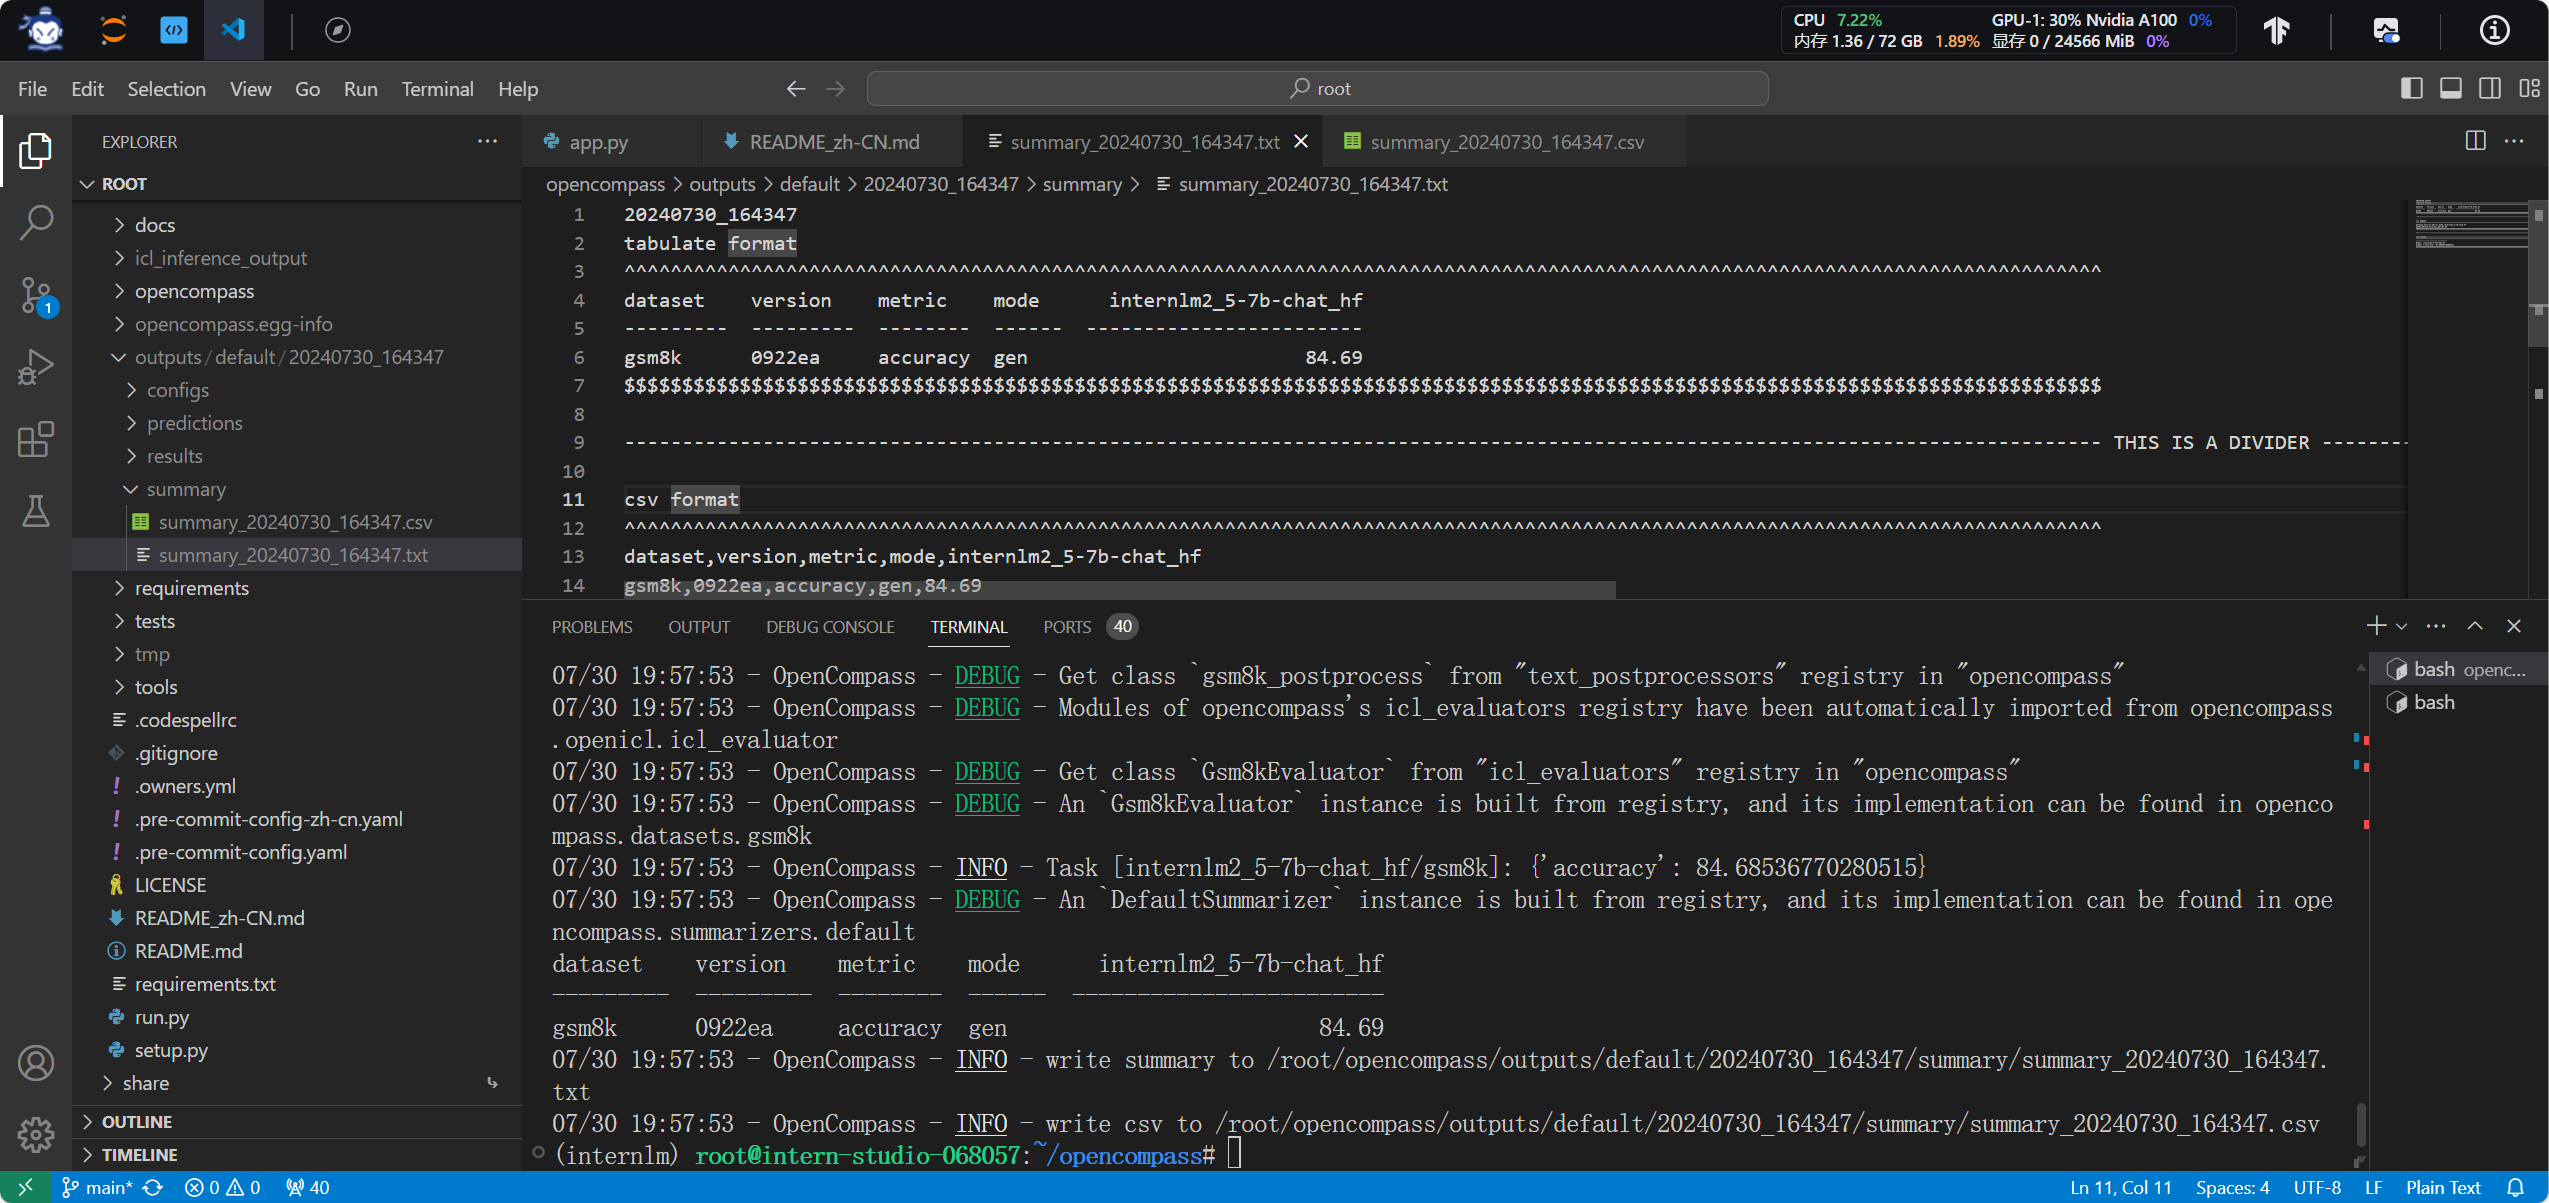 CPU 7.22% GPU-1: 30% Nvidia A100 0%
内存 1.36 / 72 GB 1.89% 显存 0 / 24566 MiB 0%
File Edit Selection View Go Run Terminal Help
root
EXPLORER
ROOT
docs
icl_inference_output
opencompass
opencompass.egg-info
outputs / default / 20240730_164347
configs
predictions
results
summary
summary_20240730_164347.csv
summary_20240730_164347.txt
requirements
tests
tmp
tools
.codespellrc
.gitignore
.owners.yml
.pre-commit-config-zh-cn.yaml
.pre-commit-config.yaml
LICENSE
README_zh-CN.md
README.md
requirements.txt
run.py
setup.py
share
OUTLINE
TIMELINE
app.py README_zh-CN.md summary_20240730_164347.txt summary_20240730_164347.csv
opencompass > outputs > default > 20240730_164347 > summary > summary_20240730_164347.txt
1 20240730_164347
2 tabulate format
3 ^^^^^^^^^^^^^^^^^^^^^^^^^^^^^^^^^^^^^^^^^^^^^^^^^^^^^^^^^^^^^^^^^^^^^^^^^^^^^^^^^^^^^^^^^^^^^^^^^^^^^^^^^^^^^^^^^^^^^^^^^^^^^^^^
4 dataset version metric mode internlm2_5-7b-chat_hf
5 --------- --------- -------- ------ ------------------------
6 gsm8k 0922ea accuracy gen 84.69
7 $$$$$$$$$$$$$$$$$$$$$$$$$$$$$$$$$$$$$$$$$$$$$$$$$$$$$$$$$$$$$$$$$$$$$$$$$$$$$$$$$$$$$$$$$$$$$$$$$$$$$$$$$$$$$$$$$$$$$$$$$$$$$$$$
8
9 -------------------------------------------------------------------------------------------------------------------------------- THIS IS A DIVIDER --------
10
11 csv format
12 ^^^^^^^^^^^^^^^^^^^^^^^^^^^^^^^^^^^^^^^^^^^^^^^^^^^^^^^^^^^^^^^^^^^^^^^^^^^^^^^^^^^^^^^^^^^^^^^^^^^^^^^^^^^^^^^^^^^^^^^^^^^^^^^^
13 dataset,version,metric,mode,internlm2_5-7b-chat_hf
14 gsm8k,0922ea,accuracy,gen,84.69
PROBLEMS OUTPUT DEBUG CONSOLE TERMINAL PORTS 40
07/30 19:57:53 - OpenCompass - DEBUG - Get class `gsm8k_postprocess` from "text_postprocessors" registry in "opencompass"
07/30 19:57:53 - OpenCompass - DEBUG - Modules of opencompass's icl_evaluators registry have been automatically imported from opencompass
.openicl.icl_evaluator
07/30 19:57:53 - OpenCompass - DEBUG - Get class `Gsm8kEvaluator` from "icl_evaluators" registry in "opencompass"
07/30 19:57:53 - OpenCompass - DEBUG - An `Gsm8kEvaluator` instance is built from registry, and its implementation can be found in openco
mpass.datasets.gsm8k
07/30 19:57:53 - OpenCompass - INFO - Task [internlm2_5-7b-chat_hf/gsm8k]: {'accuracy': 84.68536770280515}
07/30 19:57:53 - OpenCompass - DEBUG - An `DefaultSummarizer` instance is built from registry, and its implementation can be found in ope
ncompass.summarizers.default
dataset version metric mode internlm2_5-7b-chat_hf
--------- --------- -------- ------ ------------------------
gsm8k 0922ea accuracy gen 84.69
07/30 19:57:53 - OpenCompass - INFO - write summary to /root/opencompass/outputs/default/20240730_164347/summary/summary_20240730_164347.
txt
07/30 19:57:53 - OpenCompass - INFO - write csv to /root/opencompass/outputs/default/20240730_164347/summary/summary_20240730_164347.csv
(internlm) root@intern-studio-068057:~/opencompass#
bash openc...
bash
1
main* 0 0 40 Ln 11, Col 11 Spaces: 4 UTF-8 LF Plain Text